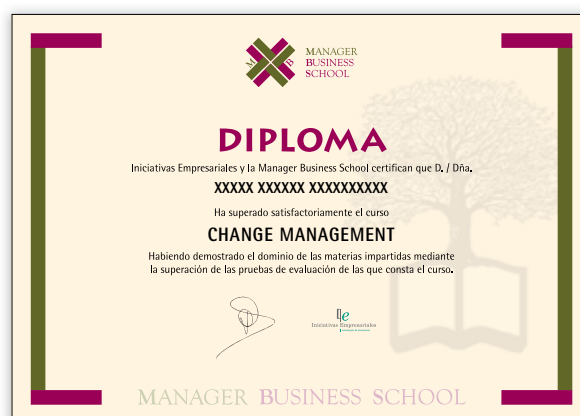 M B
MANAGER
BUSINESS
SCHOOL
DIPLOMA
Iniciativas Empresariales y la Manager Business School certifican que D. / Dña.
XXXXX XXXXXX XXXXXXXXXX
Ha superado satisfactoriamente el curso
CHANGE MANAGEMENT
Habiendo demostrado el dominio de las materias impartidas mediante
la superación de las pruebas de evaluación de las que consta el curso.
Ie
Iniciativas Empresariales
MANAGER BUSINESS SCHOOL